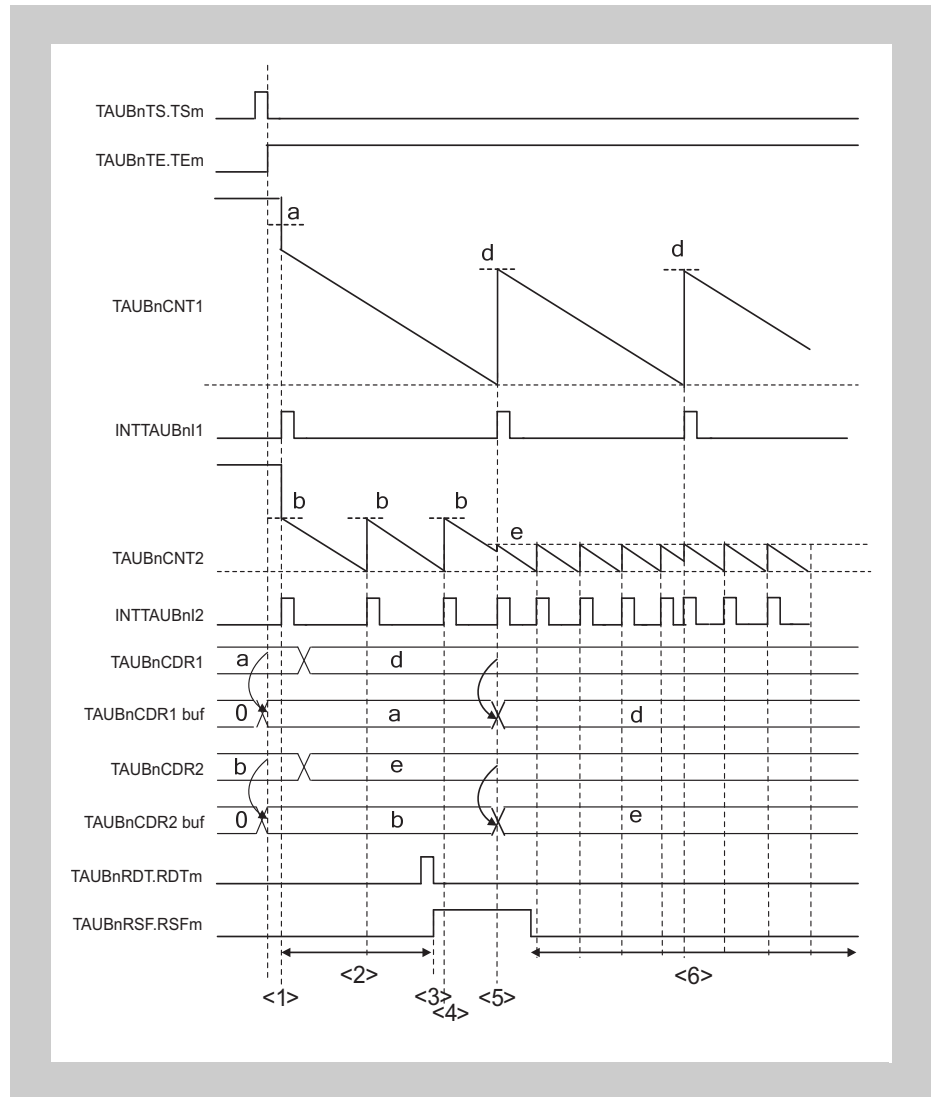 TAUBnTS.TSm
TAUBnTE.TEm
a
d
d
TAUBnCNT1
INTTAUBnI1
b b b
e
TAUBnCNT2
INTTAUBnI2
TAUBnCDR1 a d
TAUBnCDR1 buf 0 a d
TAUBnCDR2 b e
TAUBnCDR2 buf 0 b e
TAUBnRDT.RDTm
TAUBnRSF.RSFm
<2> <6>
<1> <3> <5>
<4>